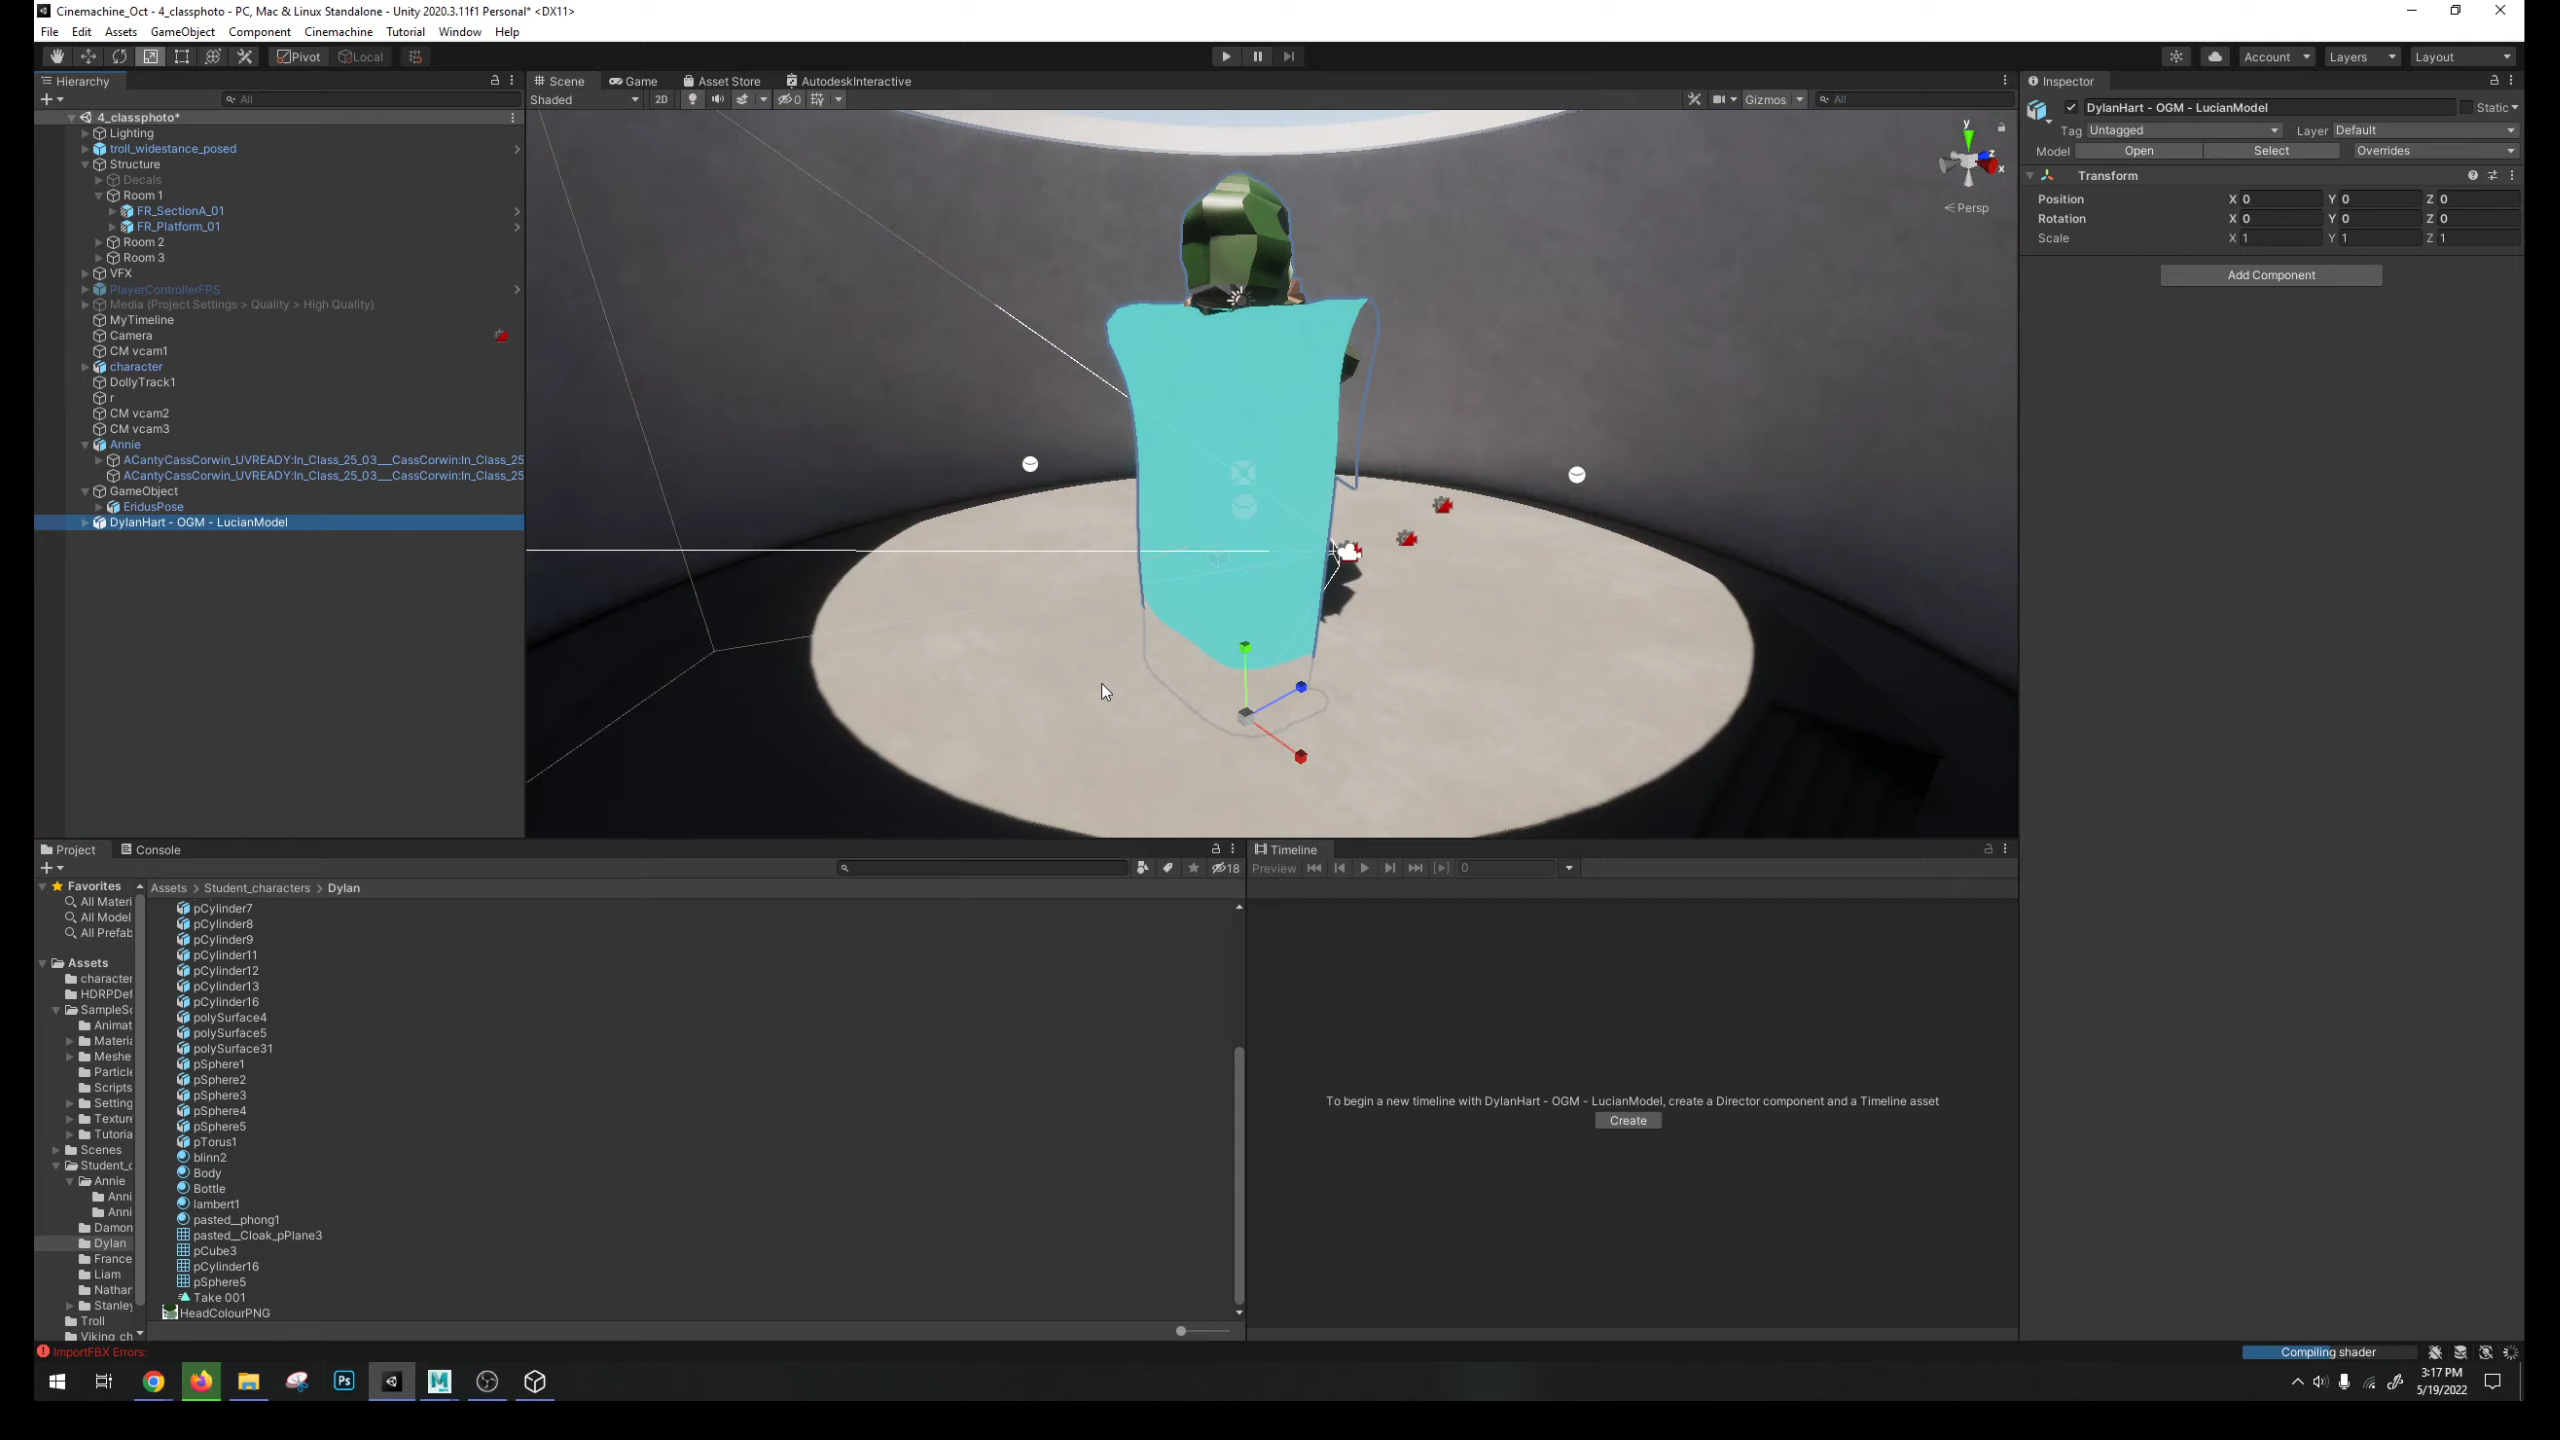 Cinemachine_Oct - 4_classphoto - PC, Mac & Linux Standalone - Unity 2020.3.11f1 Personal* <DX11>
File Edit Assets GameObject Component Cinemachine Tutorial Window Help
Pivot Local Account Layers Layout
Hierarchy
All
4_classphoto*
Lighting
troll_widestance_posed
Structure
Decals
Room 1
FR_SectionA_01
FR_Platform_01
Room 2
Room 3
VFX
PlayerControllerFPS
Media (Project Settings > Quality > High Quality)
MyTimeline
Camera
CM vcam1
character
DollyTrack1
r
CM vcam2
CM vcam3
Annie
ACantyCassCorwin_UVREADY:In_Class_25_03___CassCorwin:In_Class_25
ACantyCassCorwin_UVREADY:In_Class_25_03___CassCorwin:In_Class_25
GameObject
EridusPose
DylanHart - OGM - LucianModel
Scene Game Asset Store AutodeskInteractive
Shaded 2D 0 Gizmos All
y
z
x
Persp
Inspector
DylanHart - OGM - LucianModel Static
Tag Untagged Layer Default
Model Open Select Overrides
Transform
Position X 0 Y 0 Z 0
Rotation X 0 Y 0 Z 0
Scale X 1 Y 1 Z 1
Add Component
Project Console
18
Favorites
All Materi
All Model
All Prefab
Assets
character
HDRPDef
SampleSc
Animat
Materi
Meshe
Particl
Scripts
Setting
Texture
Tutoria
Scenes
Student_c
Annie
Anni
Anni
Damon
Dylan
France
Liam
Nathar
Stanley
Troll
Viking_ch
Assets > Student_characters > Dylan
pCylinder7
pCylinder8
pCylinder9
pCylinder11
pCylinder12
pCylinder13
pCylinder16
polySurface4
polySurface5
polySurface31
pSphere1
pSphere2
pSphere3
pSphere4
pSphere5
pTorus1
blinn2
Body
Bottle
lambert1
pasted__phong1
pasted__Cloak_pPlane3
pCube3
pCylinder16
pSphere5
Take 001
HeadColourPNG
Timeline
Preview 0
To begin a new timeline with DylanHart - OGM - LucianModel, create a Director component and a Timeline asset
Create
ImportFBX Errors:
Compiling shader
Ps
M
3:17 PM
5/19/2022